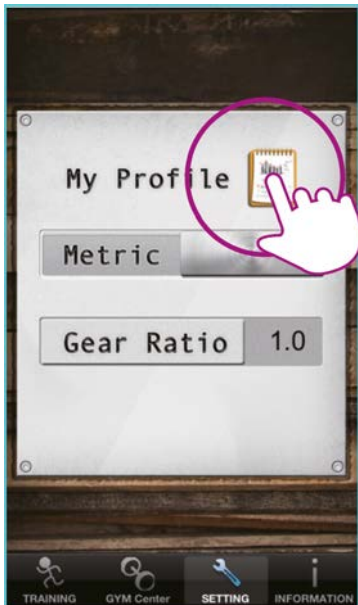 My Profile
Metric
Gear Ratio 1.0
TRAINING GYM Center SETTING INFORMATION